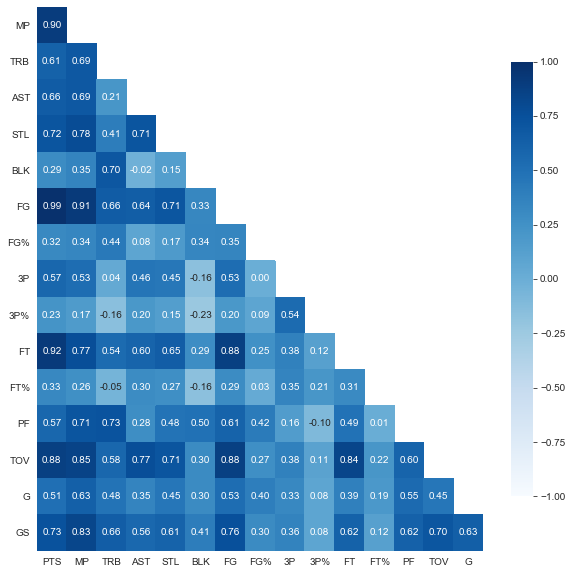 MP 0.90
TRB 0.61 0.69
AST 0.66 0.69 0.21
STL 0.72 0.78 0.41 0.71
BLK 0.29 0.35 0.70 -0.02 0.15
FG 0.99 0.91 0.66 0.64 0.71 0.33
FG% 0.32 0.34 0.44 0.08 0.17 0.34 0.35
3P 0.57 0.53 0.04 0.46 0.45 -0.16 0.53 0.00
3P% 0.23 0.17 -0.16 0.20 0.15 -0.23 0.20 0.09 0.54
FT 0.92 0.77 0.54 0.60 0.65 0.29 0.88 0.25 0.38 0.12
FT% 0.33 0.26 -0.05 0.30 0.27 -0.16 0.29 0.03 0.35 0.21 0.31
PF 0.57 0.71 0.73 0.28 0.48 0.50 0.61 0.42 0.16 -0.10 0.49 0.01
TOV 0.88 0.85 0.58 0.77 0.71 0.30 0.88 0.27 0.38 0.11 0.84 0.22 0.60
G 0.51 0.63 0.48 0.35 0.45 0.30 0.53 0.40 0.33 0.08 0.39 0.19 0.55 0.45
GS 0.73 0.83 0.66 0.56 0.61 0.41 0.76 0.30 0.36 0.08 0.62 0.12 0.62 0.70 0.63
PTS MP TRB AST STL BLK FG FG% 3P 3P% FT FT% PF TOV G
1.00
0.75
0.50
0.25
0.00
−0.25
−0.50
−0.75
−1.00